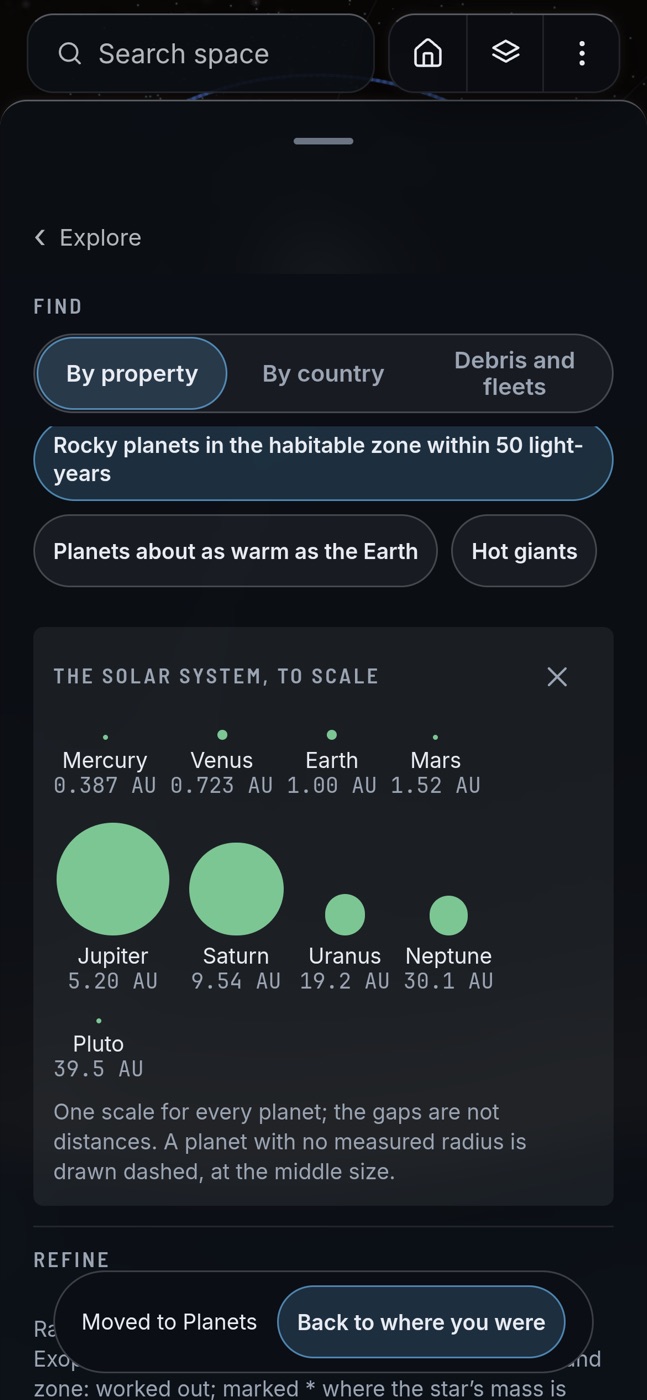 Search space
Explore
FIND
By property
By country
Debris and
fleets
Rocky planets in the habitable zone within 50 light-
years
Planets about as warm as the Earth
Hot giants
THE SOLAR SYSTEM, TO SCALE
Mercury
0.387 AU
Venus
0.723 AU
Earth
1.00 AU
Mars
1.52 AU
Jupiter
5.20 AU
Saturn
9.54 AU
Uranus
19.2 AU
Neptune
30.1 AU
Pluto
39.5 AU
One scale for every planet; the gaps are not
distances. A planet with no measured radius is
drawn dashed, at the middle size.
REFINE
Moved to Planets
Back to where you were
zone: worked out; marked * where the star's mass is